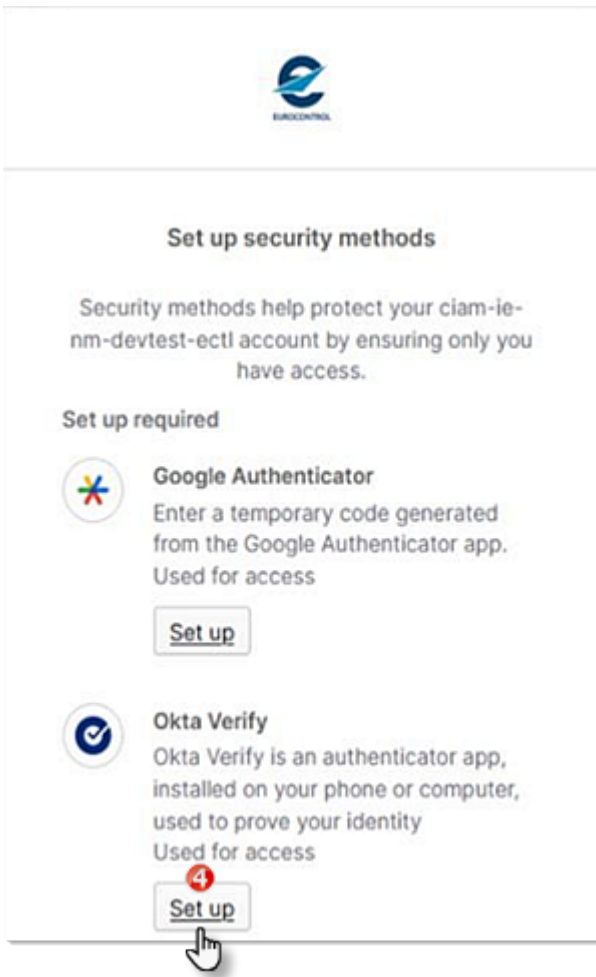 EUROCONTROL
Set up security methods
Security methods help protect your ciam-ie-
nm-devtest-ectl account by ensuring only you
have access.
Set up required
Google Authenticator
Enter a temporary code generated
from the Google Authenticator app.
Used for access
Set up
Okta Verify
Okta Verify is an authenticator app,
installed on your phone or computer,
used to prove your identity
Used for access
4
Set up